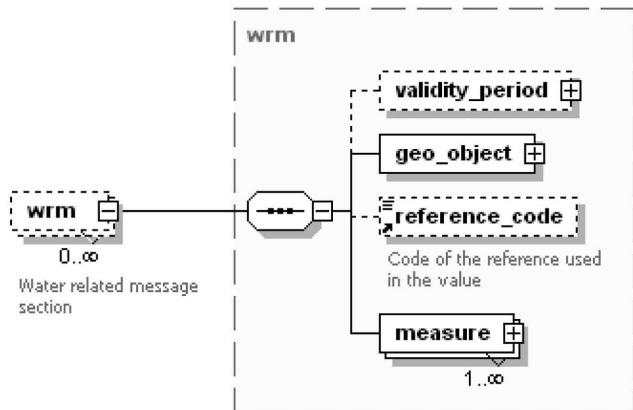 wrm
validity_period
geo_object
wrm
reference_code
0..∞
Code of the reference used
in the value
Water related message
section
measure
1..∞